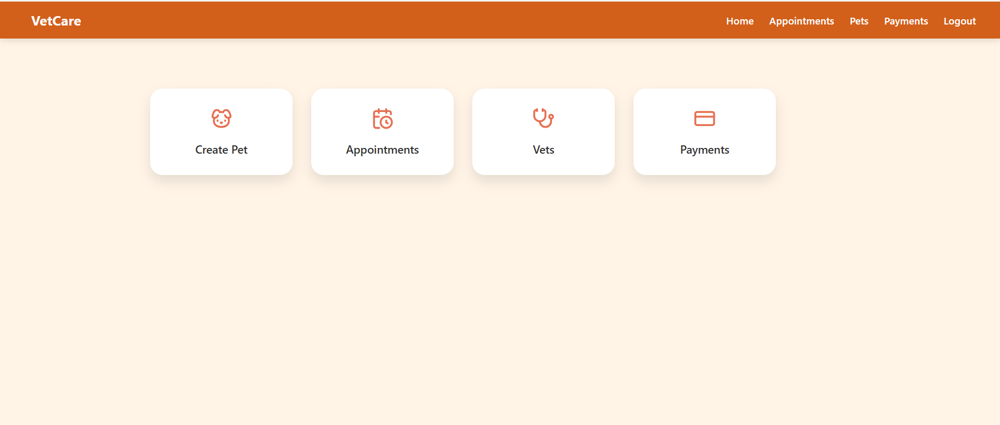 VetCare
Home Appointments Pets Payments Logout
Create Pet
Appointments
Vets
Payments